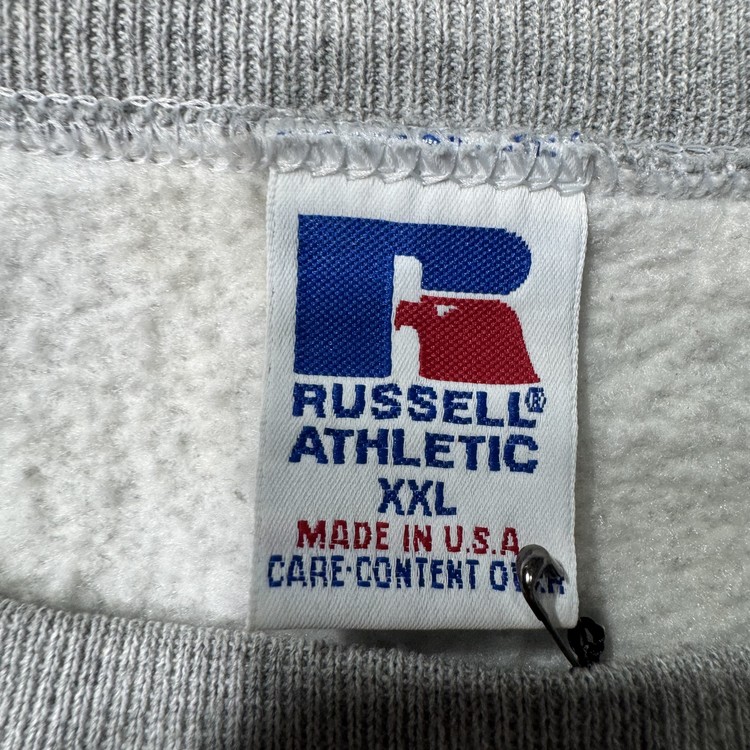 RUSSELL®
ATHLETIC
XXL
MADE IN U.S.A
CARE·CONTENT